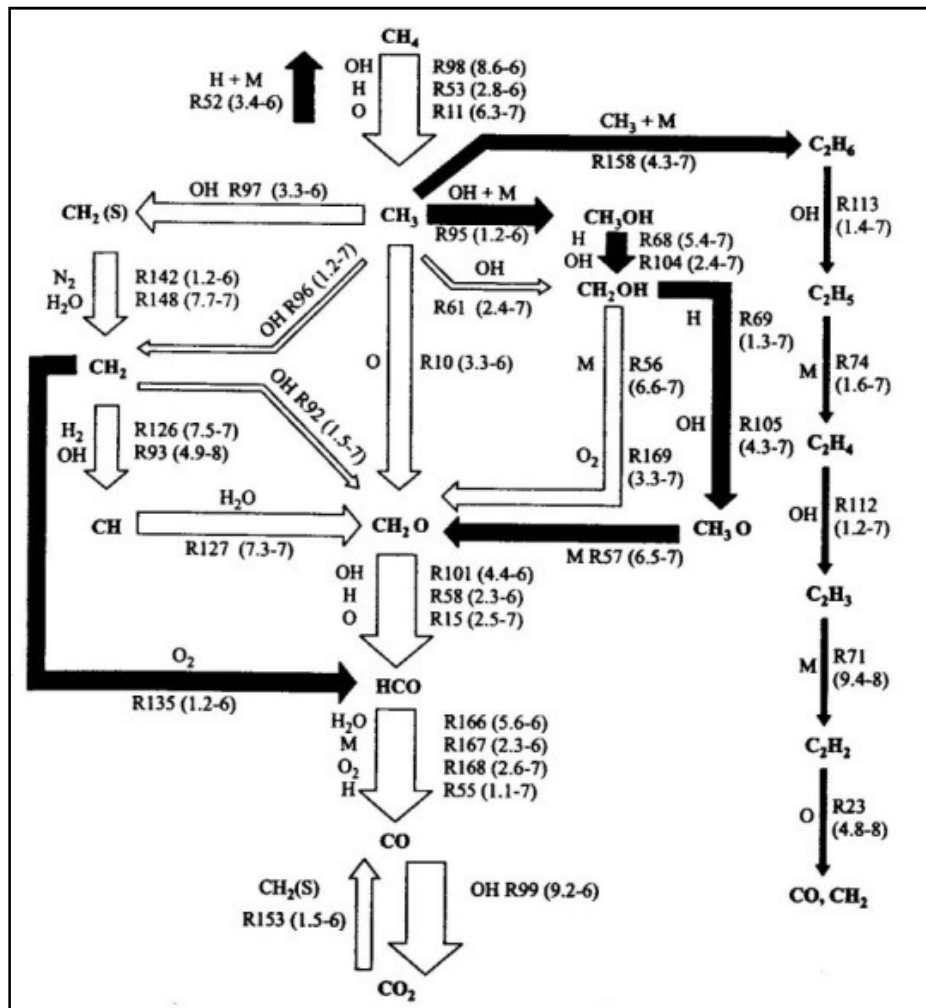 CH₄
OH R98 (8.6-6)
H + M H R53 (2.8-6)
R52 (3.4-6) O R11 (6.3-7)
CH₃ + M
R158 (4.3-7)
C₂H₆
OH R97 (3.3-6)
CH₂ (S)
CH₃
OH + M
R95 (1.2-6)
CH₃OH
H R68 (5.4-7)
OH R104 (2.4-7)
OH R113
(1.4-7)
N₂ R142 (1.2-6)
H₂O R148 (7.7-7)
OH R96 (1.2-7)
OH
R61 (2.4-7)
CH₂OH
C₂H₅
H R69
(1.3-7)
CH₂
O R10 (3.3-6)
M R56
(6.6-7)
M R74
(1.6-7)
OH R92 (1.5-7)
H₂ R126 (7.5-7)
OH R93 (4.9-8)
OH R105
(4.3-7)
C₂H₄
O₂ R169
(3.3-7)
H₂O
CH
R127 (7.3-7)
CH₂ O
CH₃ O
M R57 (6.5-7)
OH R112
(1.2-7)
OH R101 (4.4-6)
H R58 (2.3-6)
O R15 (2.5-7)
C₂H₃
O₂
R135 (1.2-6)
HCO
M R71
(9.4-8)
H₂O R166 (5.6-6)
M R167 (2.3-6)
O₂ R168 (2.6-7)
H R55 (1.1-7)
C₂H₂
CO
O R23
(4.8-8)
CH₂(S)
R153 (1.5-6)
OH R99 (9.2-6)
CO, CH₂
CO₂